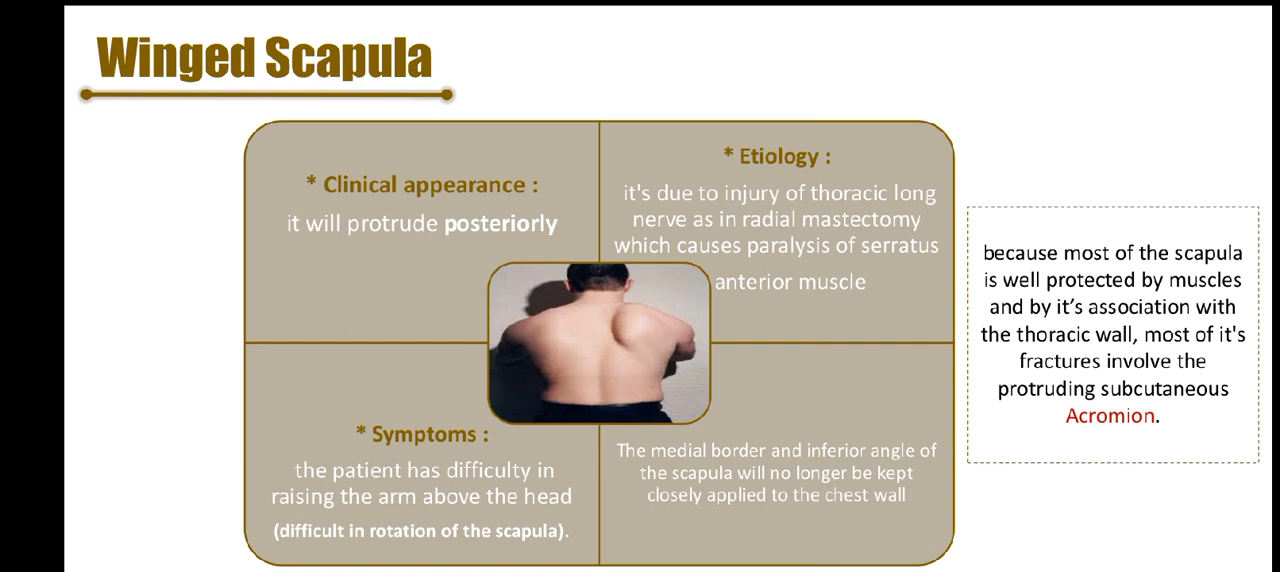 Winged Scapula
* Clinical appearance :
it will protrude posteriorly
* Etiology :
it's due to injury of thoracic long
nerve as in radial mastectomy
which causes paralysis of serratus
anterior muscle
* Symptoms :
the patient has difficulty in
raising the arm above the head
(difficult in rotation of the scapula).
The medial border and inferior angle of
the scapula will no longer be kept
closely applied to the chest wall
because most of the scapula
is well protected by muscles
and by it’s association with
the thoracic wall, most of it's
fractures involve the
protruding subcutaneous
Acromion.